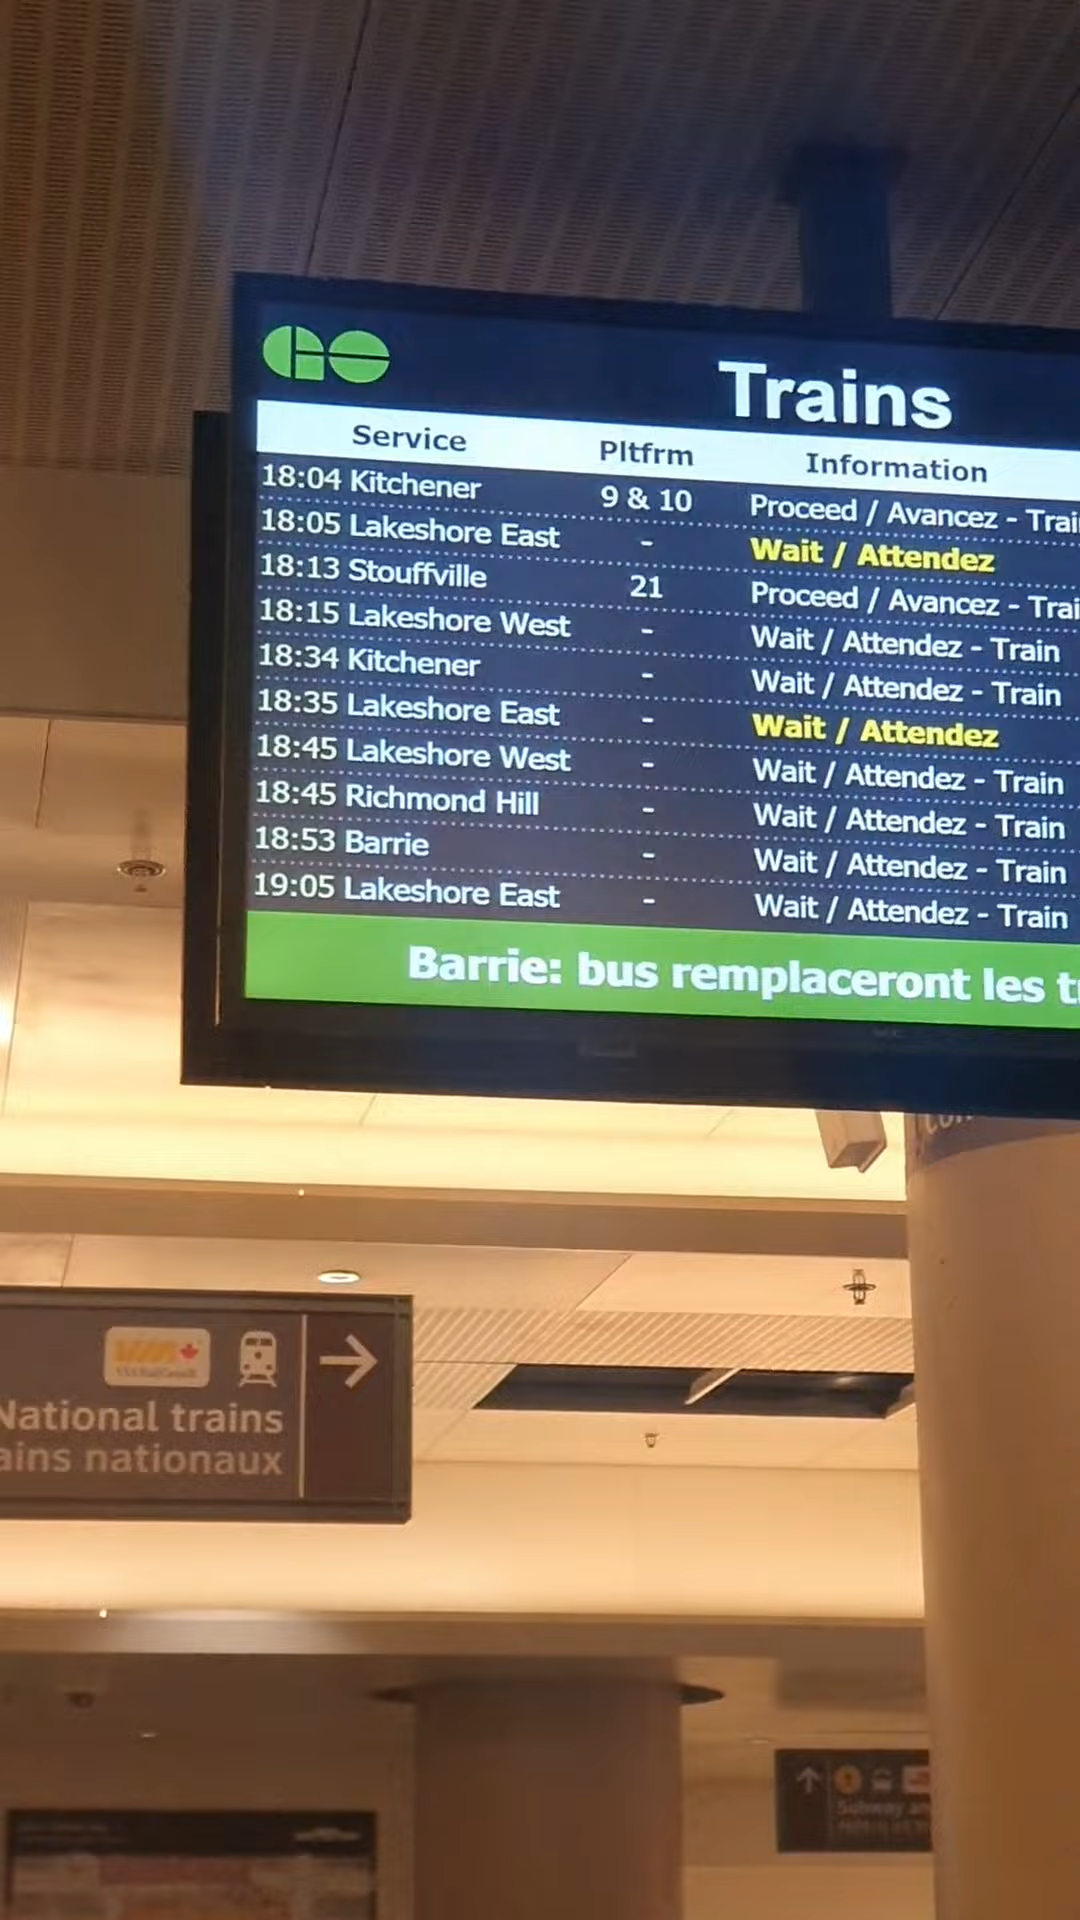 GO
Trains
Service Pltfrm Information
18:04 Kitchener 9 & 10 Proceed / Avancez - Trai
18:05 Lakeshore East - Wait / Attendez
18:13 Stouffville 21 Proceed / Avancez - Trai
18:15 Lakeshore West - Wait / Attendez - Train
18:34 Kitchener - Wait / Attendez - Train
18:35 Lakeshore East - Wait / Attendez
18:45 Lakeshore West - Wait / Attendez - Train
18:45 Richmond Hill - Wait / Attendez - Train
18:53 Barrie - Wait / Attendez - Train
19:05 Lakeshore East - Wait / Attendez - Train
Barrie: bus remplaceront les t
National trains
ains nationaux
Subway an